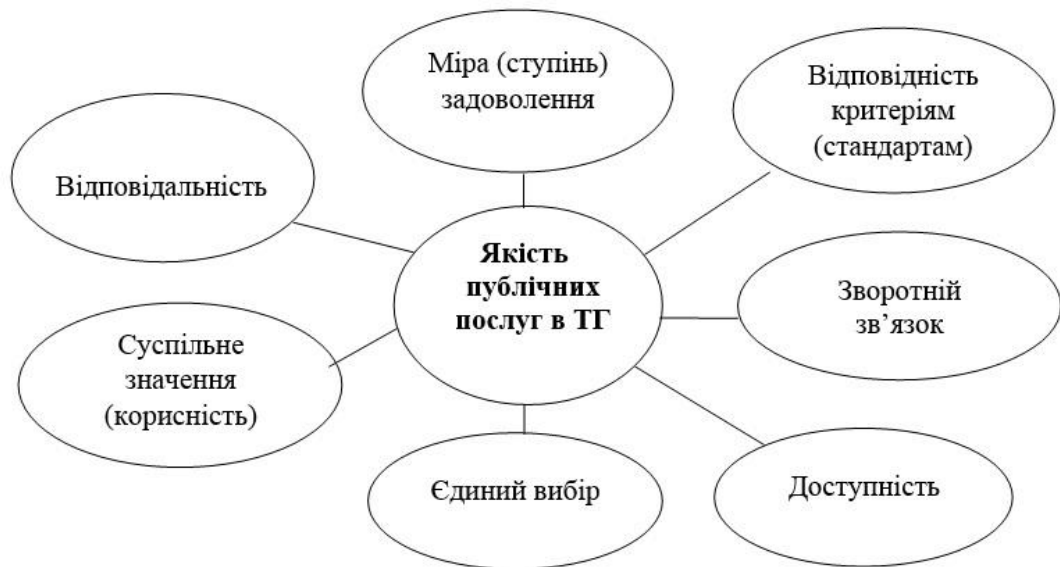 Міра (ступінь)
задоволення
Відповідність
критеріям
(стандартам)
Відповідальність
Якість
публічних
послуг в ТГ
Зворотній
зв’язок
Суспільне
значення
(корисність)
Єдиний вибір
Доступність